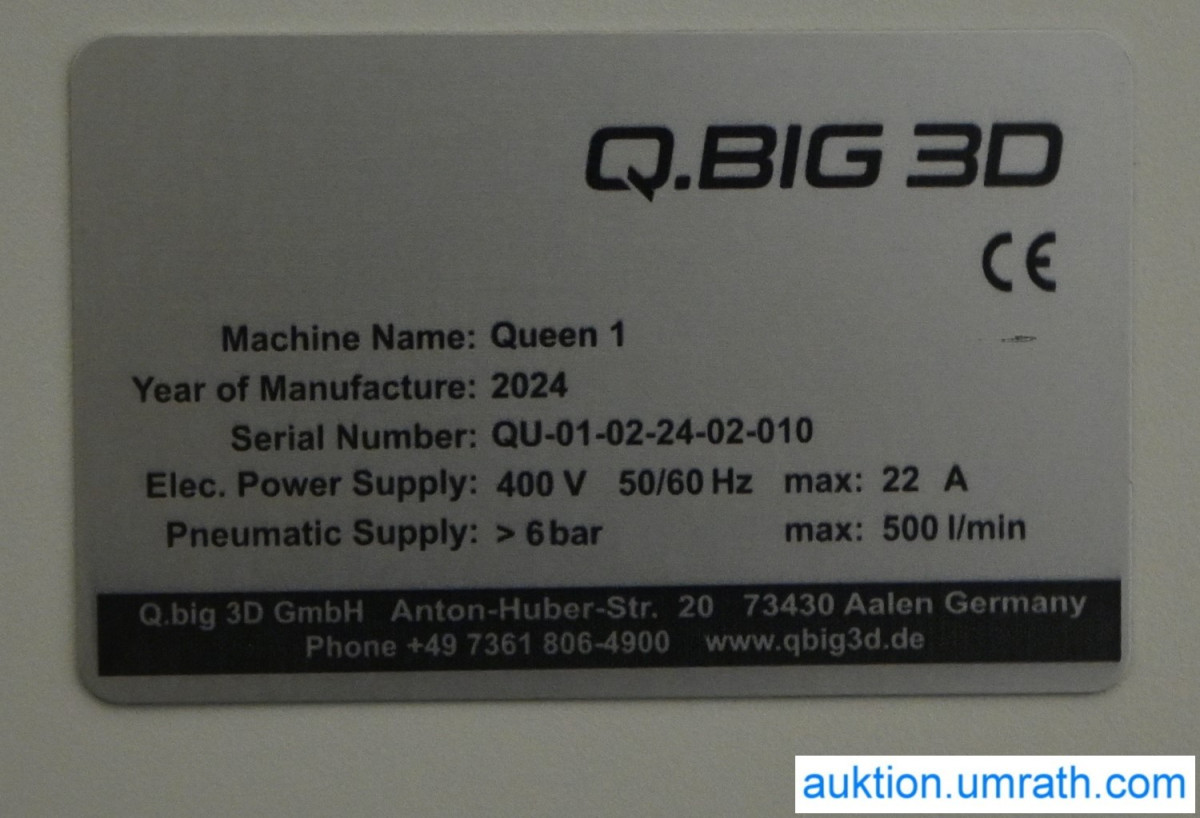 Q.BIG 3D
CE
Machine Name: Queen 1
Year of Manufacture: 2024
Serial Number: QU-01-02-24-02-010
Elec. Power Supply: 400 V 50/60 Hz max: 22 A
Pneumatic Supply: > 6 bar max: 500 l/min
Q.big 3D GmbH Anton-Huber-Str. 20 73430 Aalen Germany
Phone +49 7361 806-4900 www.qbig3d.de
auktion.umrath.com